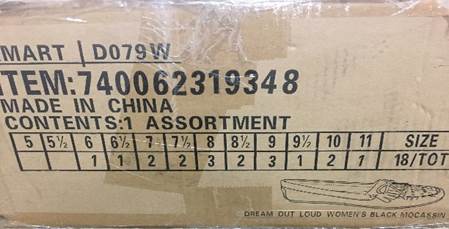 MART | D079W
ITEM:740062319348
MADE IN CHINA
CONTENTS:1 ASSORTMENT
5 5½ 6 6½ 7 7½ 8 8½ 9 9½ 10 11 SIZE
1 1 2 2 3 2 3 1 2 1 18/TOT
DREAM OUT LOUD WOMEN'S BLACK MOCCASIN